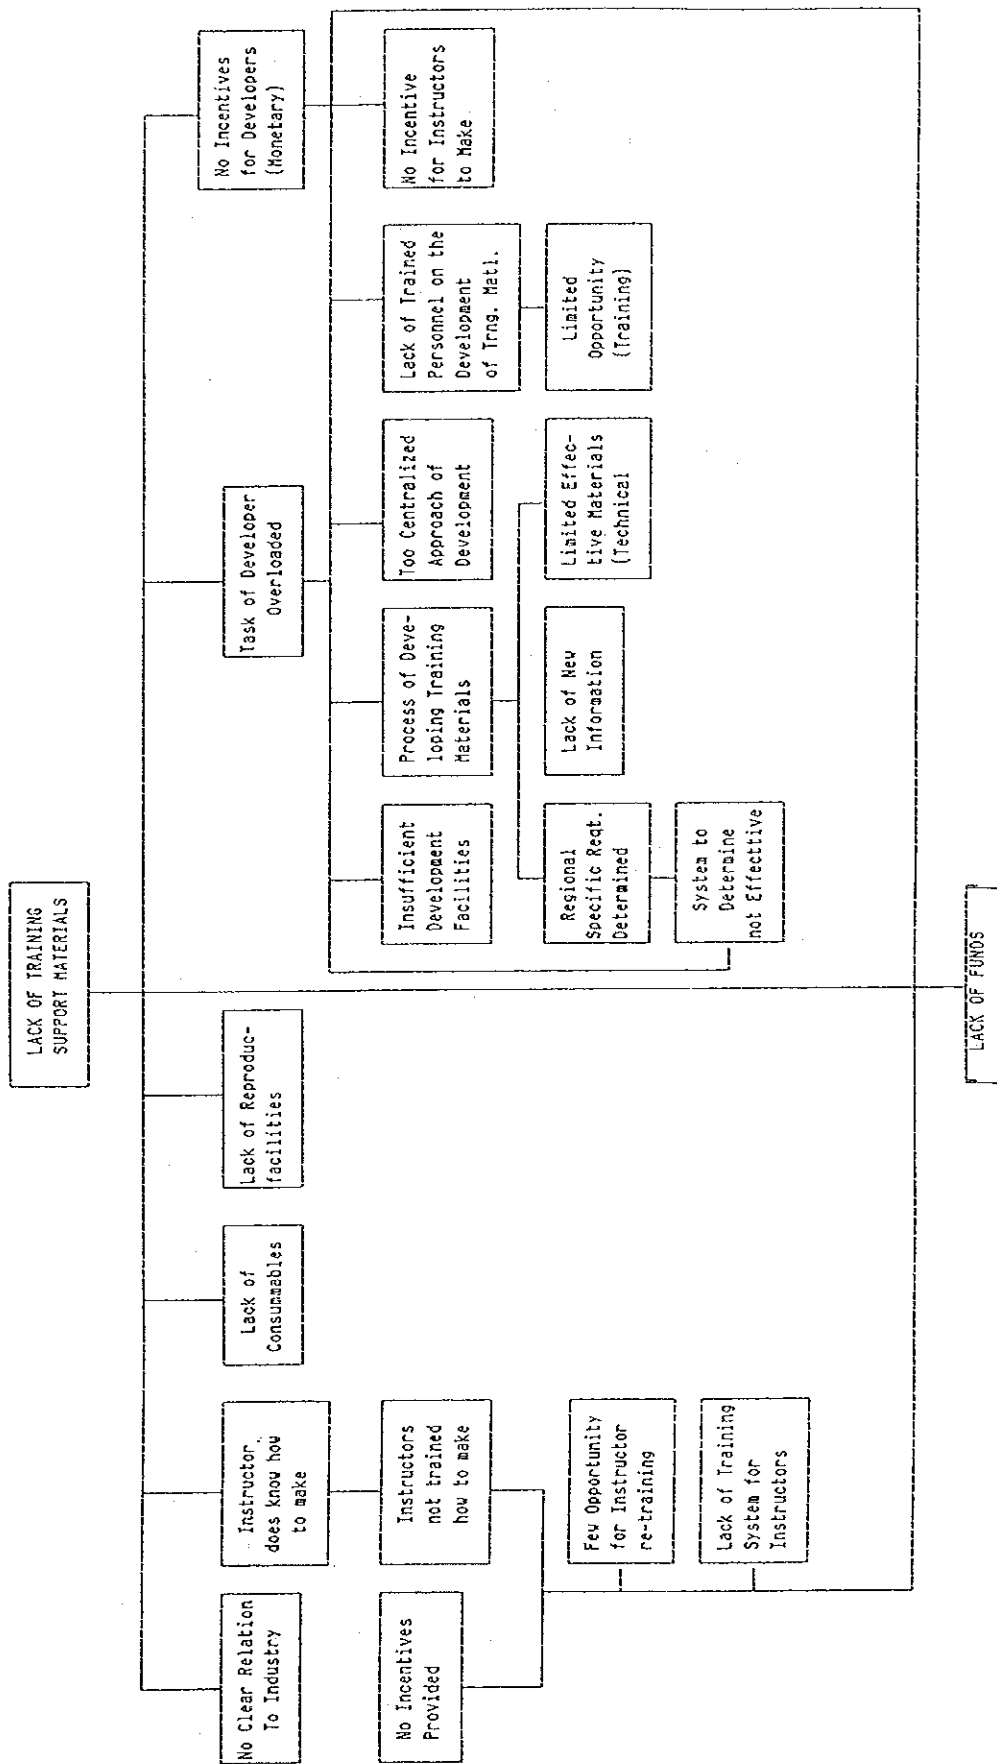 LACK OF TRAINING
SUPPORT MATERIALS
No Clear Relation
To Industry
Instructor
does know how
to make
Lack of
Consummables
Lack of Reproduc-
facilities
Task of Developer
Overloaded
No Incentives
for Developers
(Monetary)
No Incentives
Provided
Instructors
not trained
how to make
Insufficient
Development
Facilities
Process of Deve-
loping Training
Materials
Too Centralized
Approach of
Development
Lack of Trained
Personnel on the
Development
of Trng. Matl.
No Incentive
for Instructors
to Make
Few Opportunity
for Instructor
re-training
Regional
Specific Reqt.
Determined
Lack of New
Information
Limited Effec-
tive Materials
(Technical
Limited
Opportunity
(Training)
Lack of Training
System for
Instructors
System to
Determine
not Effecttive
LACK OF FUNDS